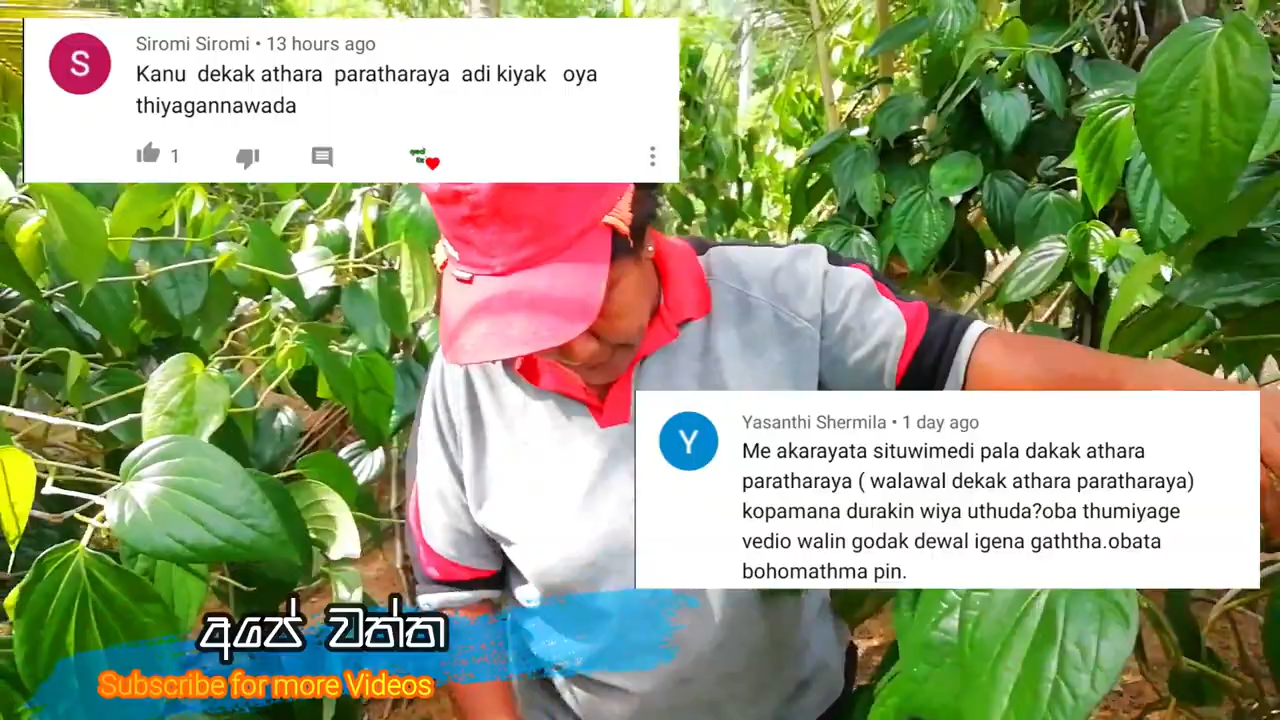 Siromi Siromi • 13 hours ago
S
Kanu dekak athara paratharaya adi kiyak oya
thiyagannawada
1
Yasanthi Shermila • 1 day ago
Y
Me akarayata situwimedi pala dakak athara
paratharaya ( walawal dekak athara paratharaya)
kopamana durakin wiya uthuda?oba thumiyage
vedio walin godak dewal igena gaththa.obata
bohomathma pin.
අපේ වත්ත
Subscribe for more Videos